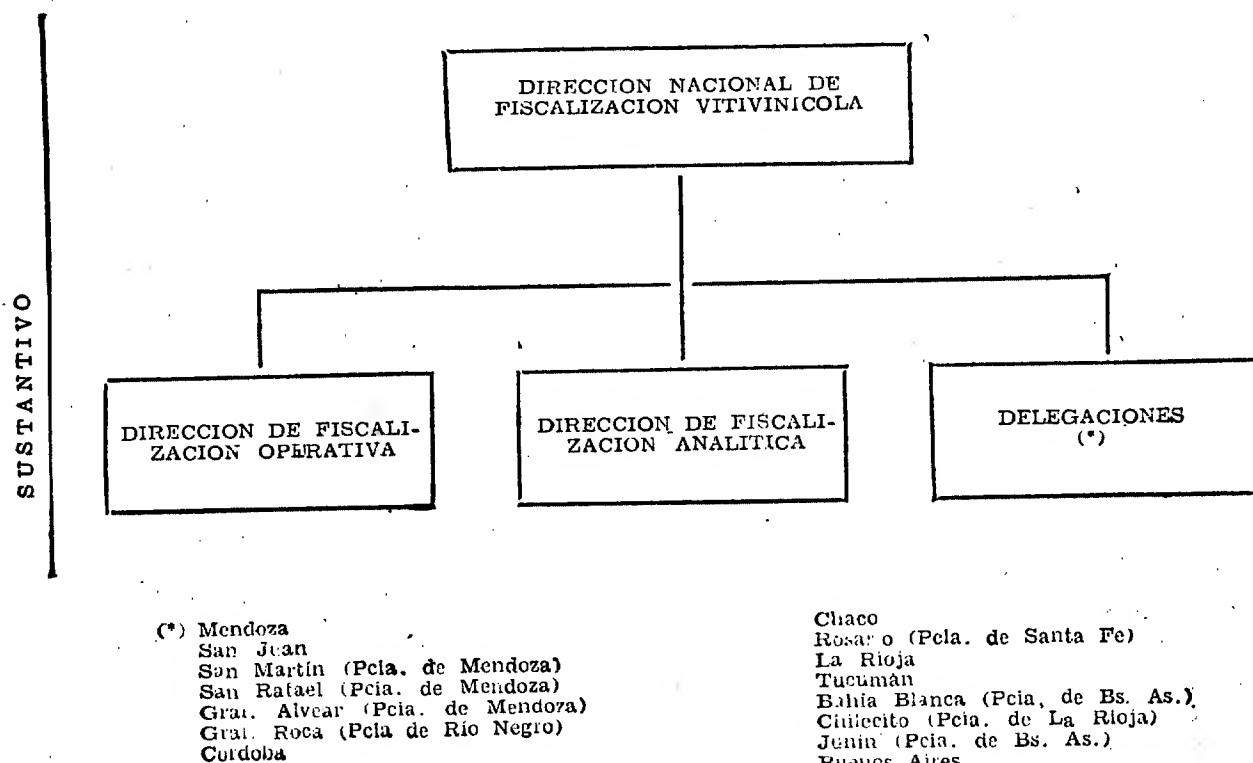 SUSTANTIVO
DIRECCION NACIONAL DE
FISCALIZACION VITIVINICOLA
DIRECCION DE FISCALI-
ZACION OPERATIVA
DIRECCION DE FISCALI-
ZACION ANALITICA
DELEGACIONES
(*)
(*) Mendoza
San Juan
San Martín (Pcia. de Mendoza)
San Rafael (Pcia. de Mendoza)
Gral. Alvear (Pcia. de Mendoza)
Gral. Roca (Pcia de Río Negro)
Cordoba
Chaco
Rosario (Pcia. de Santa Fe)
La Rioja
Tucumán
Bahía Blanca (Pcia, de Bs. As.)
Chilecito (Pcia. de La Rioja)
Junín (Pcia. de Bs. As.)
Buenos Aires